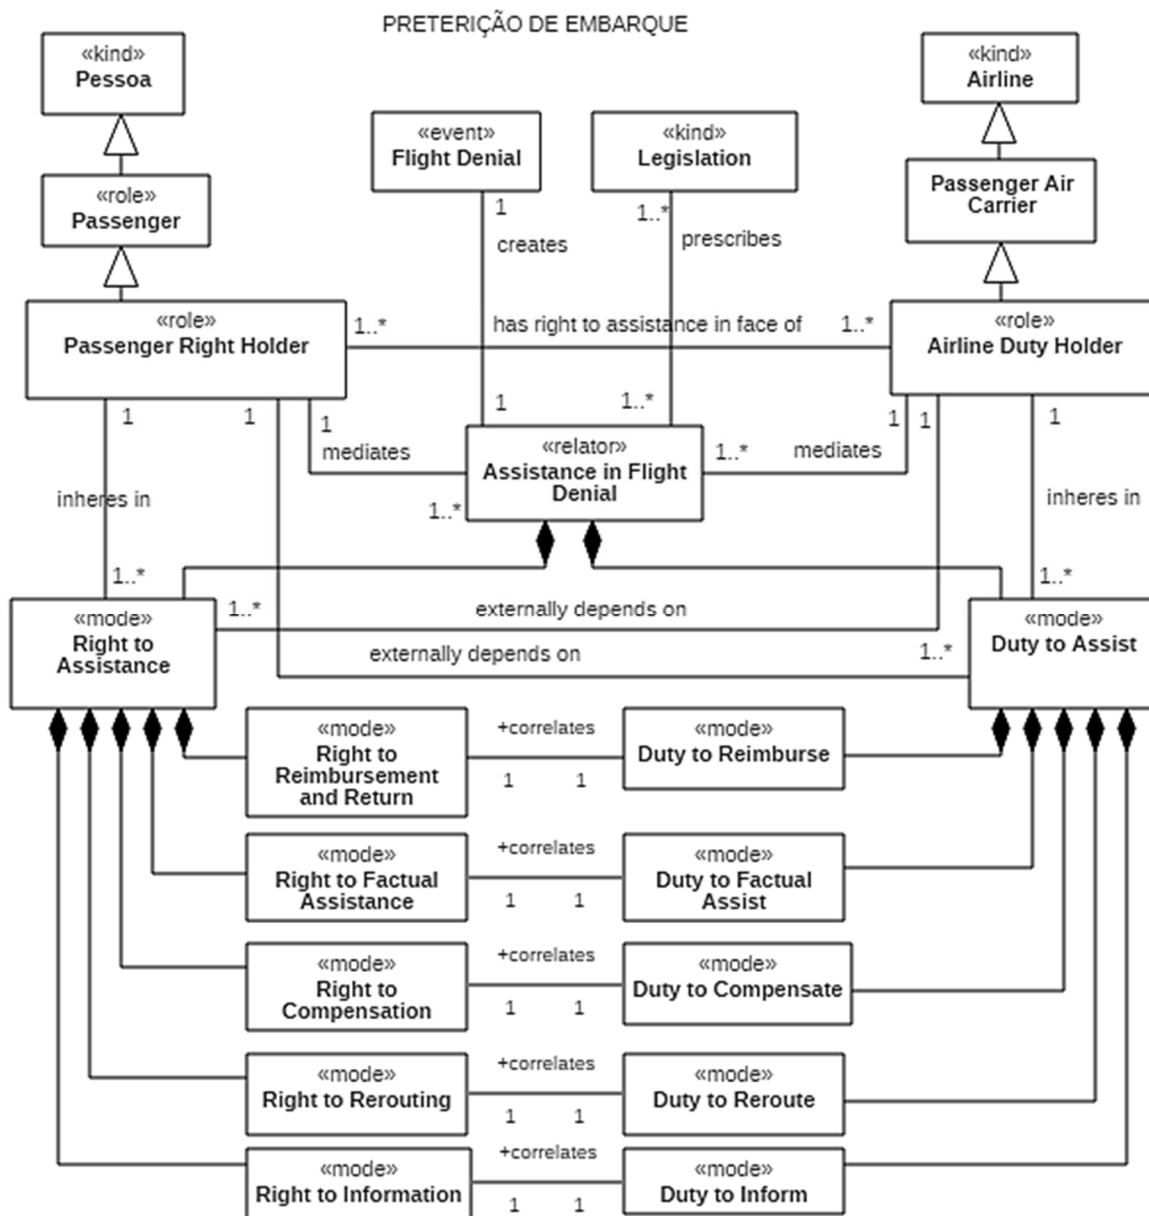 PRETERIÇÃO DE EMBARQUE
«kind»
Pessoa
«kind»
Airline
«event»
Flight Denial
«kind»
Legislation
«role»
Passenger
Passenger Air
Carrier
1
creates
1..*
prescribes
«role»
Passenger Right Holder
1..*
has right to assistance in face of
1..*
«role»
Airline Duty Holder
1
1
1
mediates
1
1..*
«relator»
Assistance in Flight
Denial
1..*
1..*
mediates
1
1
1
inheres in
inheres in
1..*
1..*
«mode»
Right to
Assistance
1..*
externally depends on
externally depends on
1..*
«mode»
Duty to Assist
«mode»
Right to
Reimbursement
and Return
+correlates
1
1
«mode»
Duty to Reimburse
«mode»
Right to Factual
Assistance
+correlates
1
1
«mode»
Duty to Factual
Assist
«mode»
Right to
Compensation
+correlates
1
1
«mode»
Duty to Compensate
«mode»
Right to Rerouting
+correlates
1
1
«mode»
Duty to Reroute
«mode»
Right to Information
+correlates
1
1
«mode»
Duty to Inform